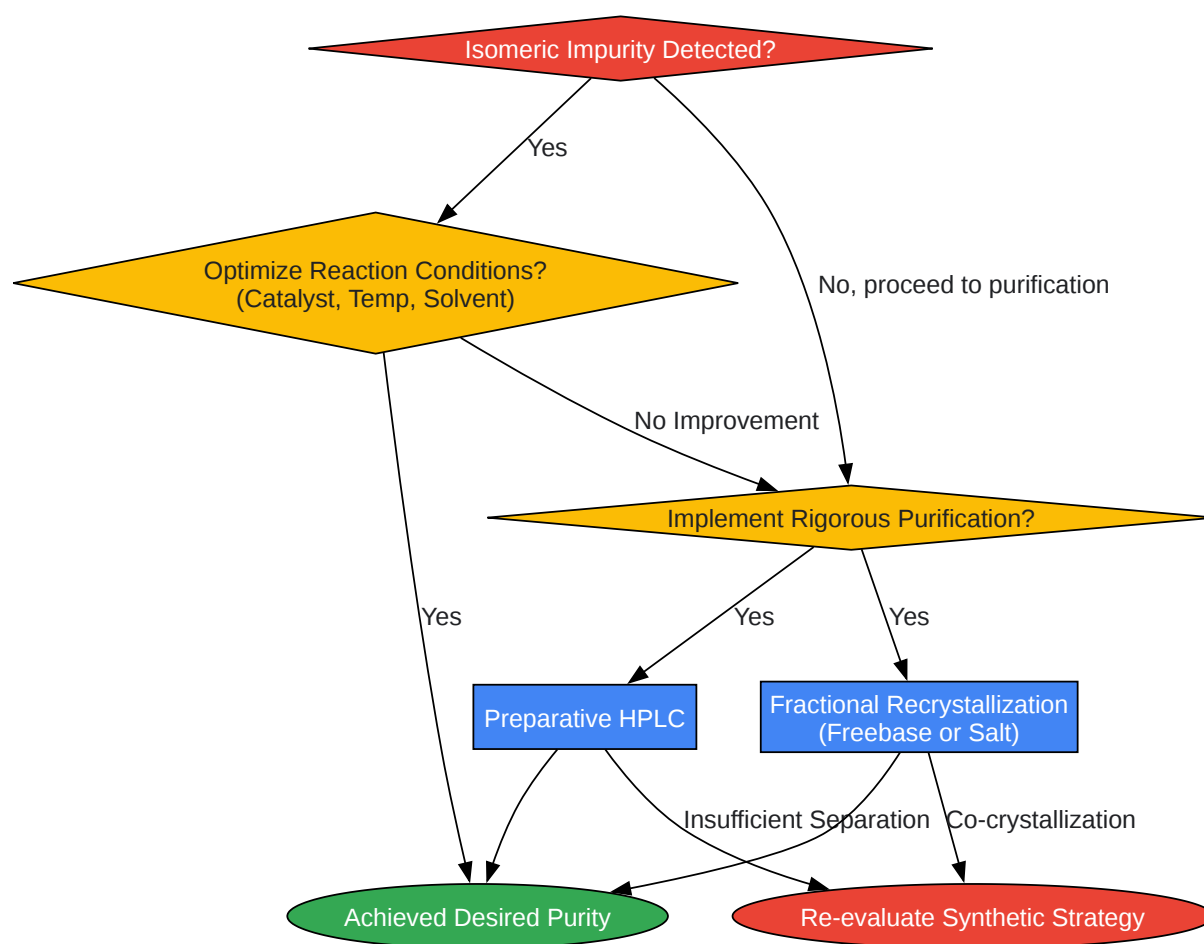 Isomeric Impurity Detected?
Yes
Optimize Reaction Conditions?
(Catalyst, Temp, Solvent)
No, proceed to purification
No Improvement
Implement Rigorous Purification?
Yes
Yes
Yes
Preparative HPLC
Fractional Recrystallization
(Freebase or Salt)
Insufficient Separation
Co-crystallization
Achieved Desired Purity
Re-evaluate Synthetic Strategy